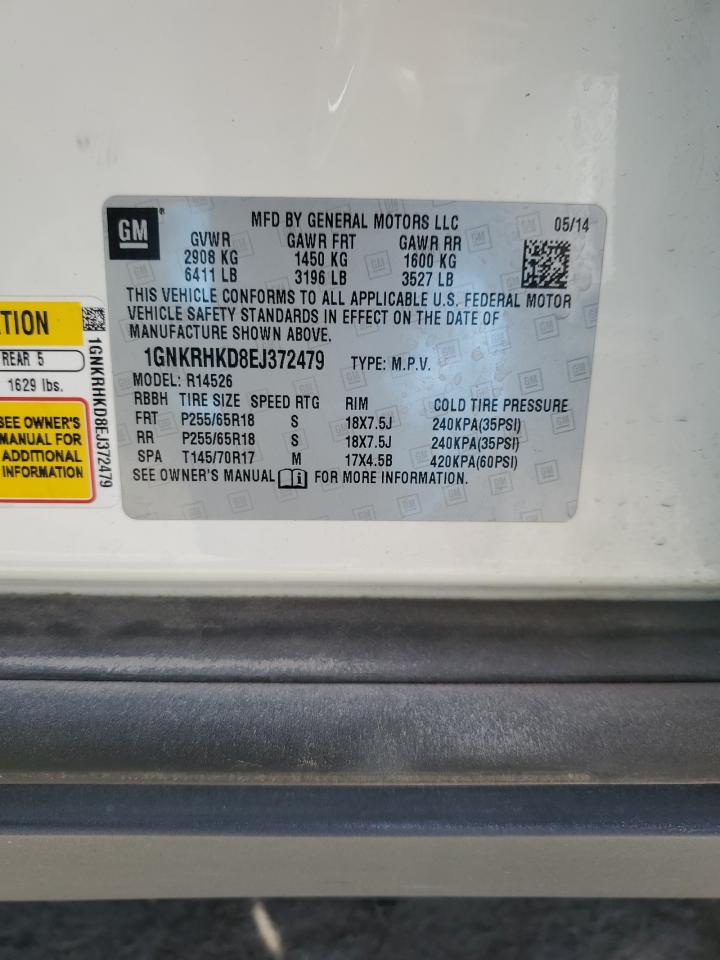 GM ® MFD BY GENERAL MOTORS LLC 05/14
GVWR GAWR FRT GAWR RR
2908 KG 1450 KG 1600 KG
6411 LB 3196 LB 3527 LB
THIS VEHICLE CONFORMS TO ALL APPLICABLE U.S. FEDERAL MOTOR
VEHICLE SAFETY STANDARDS IN EFFECT ON THE DATE OF
MANUFACTURE SHOWN ABOVE.
1GNKRHKD8EJ372479 TYPE: M.P.V.
MODEL: R14526
RBBH TIRE SIZE SPEED RTG RIM COLD TIRE PRESSURE
FRT P255/65R18 S 18X7.5J 240KPA(35PSI)
RR P255/65R18 S 18X7.5J 240KPA(35PSI)
SPA T145/70R17 M 17X4.5B 420KPA(60PSI)
SEE OWNER'S MANUAL FOR MORE INFORMATION.
ATION
REAR 5
1629 lbs.
SEE OWNER'S
MANUAL FOR
ADDITIONAL
INFORMATION
1GNKRHKD8EJ372479